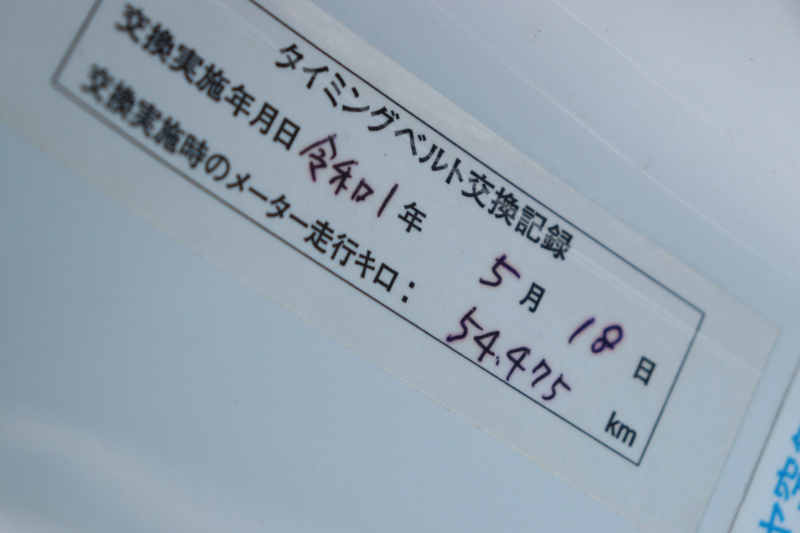 タイミングベルト交換記録
交換実施年月日 令和1年 5月 18日
交換実施時のメーター走行キロ： 54,475 km